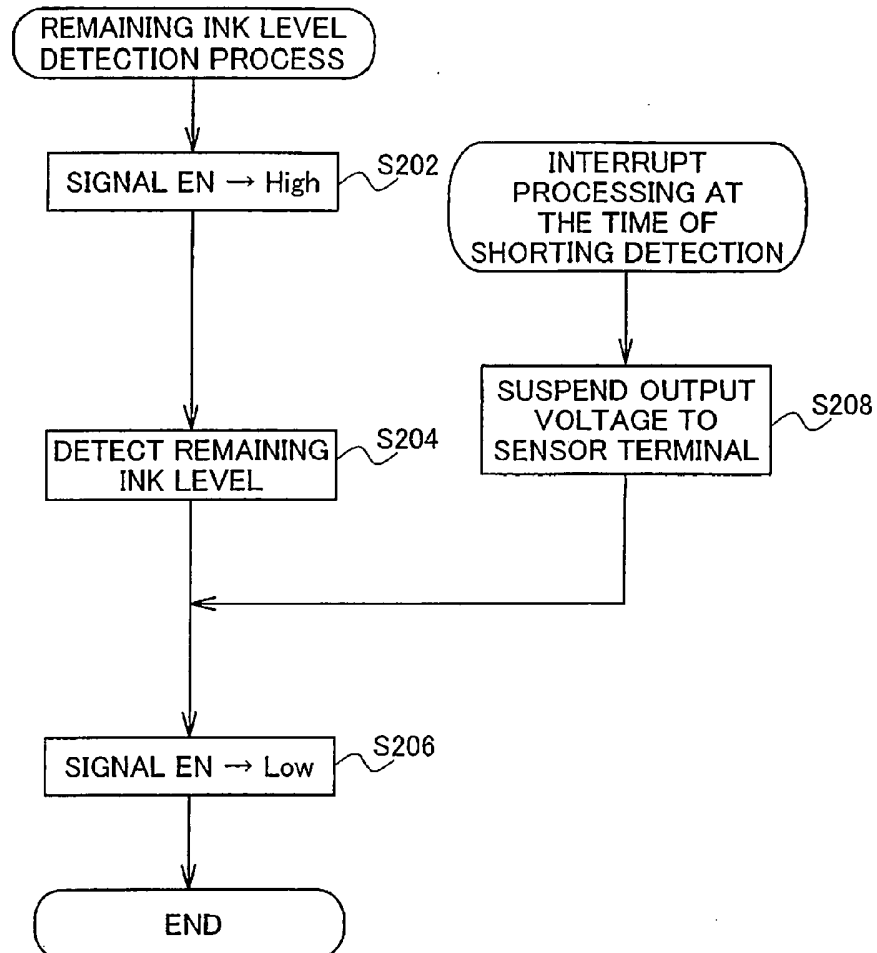 REMAINING INK LEVEL
DETECTION PROCESS
SIGNAL EN → High
S202
INTERRUPT
PROCESSING AT
THE TIME OF
SHORTING DETECTION
DETECT REMAINING
INK LEVEL
S204
SUSPEND OUTPUT
VOLTAGE TO
SENSOR TERMINAL
S208
SIGNAL EN → Low
S206
END